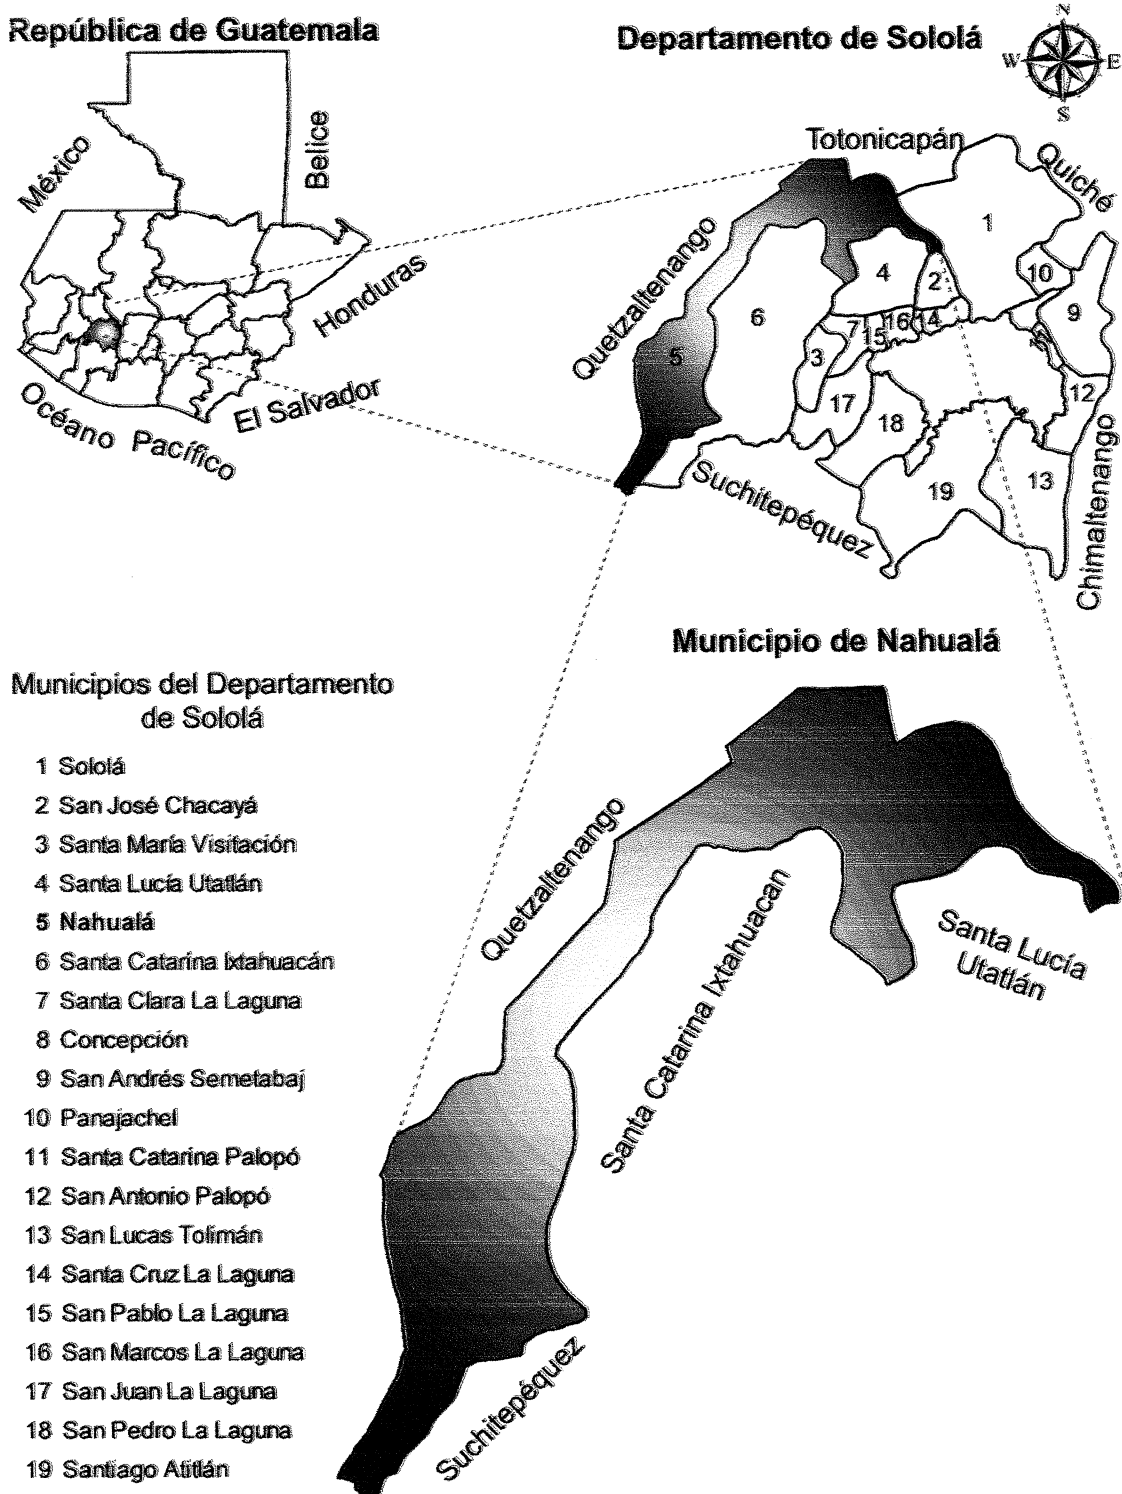 República de Guatemala
México
Belice
Honduras
El Salvador
Océano Pacífico
Departamento de Sololá
N
W
E
S
Totonicapán
Quiché
Quetzaltenango
Suchitepéquez
Chimaltenango
1
10
9
4
2
6
7
15
16
14
5
3
11
12
17
18
19
13
Municipio de Nahualá
Quetzaltenango
Santa Catarina Ixtahuacan
Santa Lucía
Utatlán
Suchitepéquez
Municipios del Departamento
de Sololá
1 Sololá
2 San José Chacayá
3 Santa María Visitación
4 Santa Lucía Utatlán
5 Nahualá
6 Santa Catarina Ixtahuacán
7 Santa Clara La Laguna
8 Concepción
9 San Andrés Semetabaj
10 Panajachel
11 Santa Catarina Palopó
12 San Antonio Palopó
13 San Lucas Tolimán
14 Santa Cruz La Laguna
15 San Pablo La Laguna
16 San Marcos La Laguna
17 San Juan La Laguna
18 San Pedro La Laguna
19 Santiago Atitlán